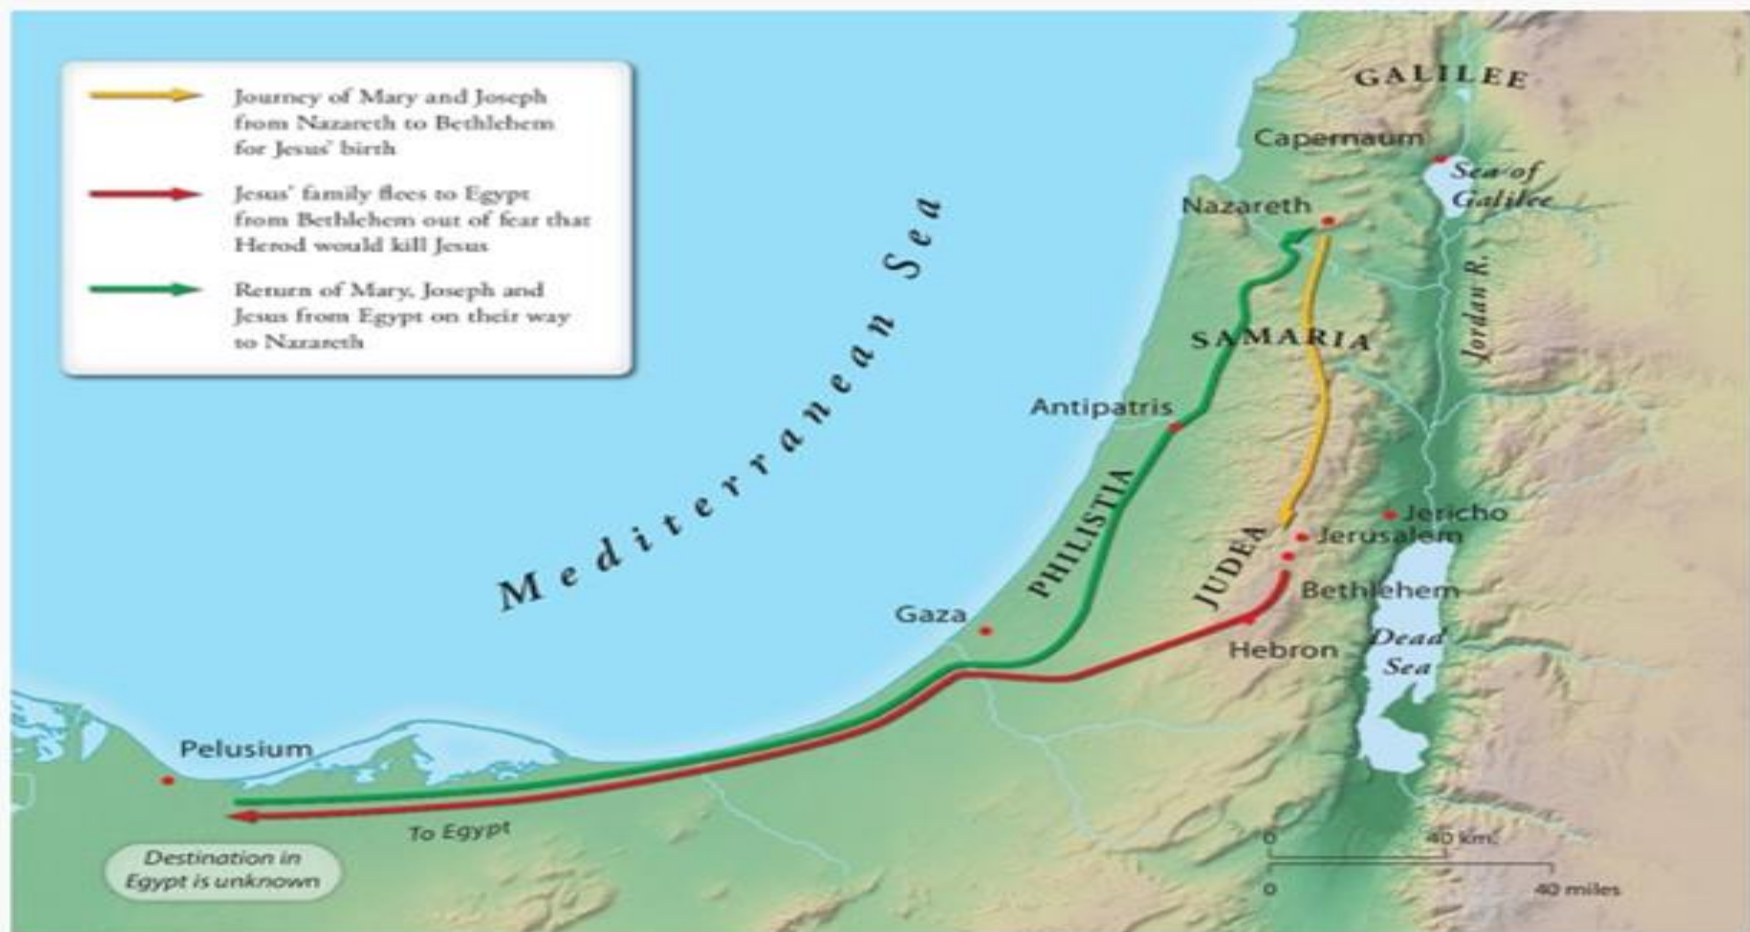 Journey of Mary and Joseph
from Nazareth to Bethlehem
for Jesus' birth
Jesus' family flees to Egypt
from Bethlehem out of fear that
Herod would kill Jesus
Return of Mary, Joseph and
Jesus from Egypt on their way
to Nazareth
GALILEE
Capernaum
Sea of
Galilee
Nazareth
Mediterranean Sea
Jordan R.
SAMARIA
Antipatris
PHILISTIA
JUDEA
Jericho
Jerusalem
Bethlehem
Gaza
Hebron
Dead
Sea
Pelusium
To Egypt
Destination in
Egypt is unknown
0 40 km.
0 40 miles